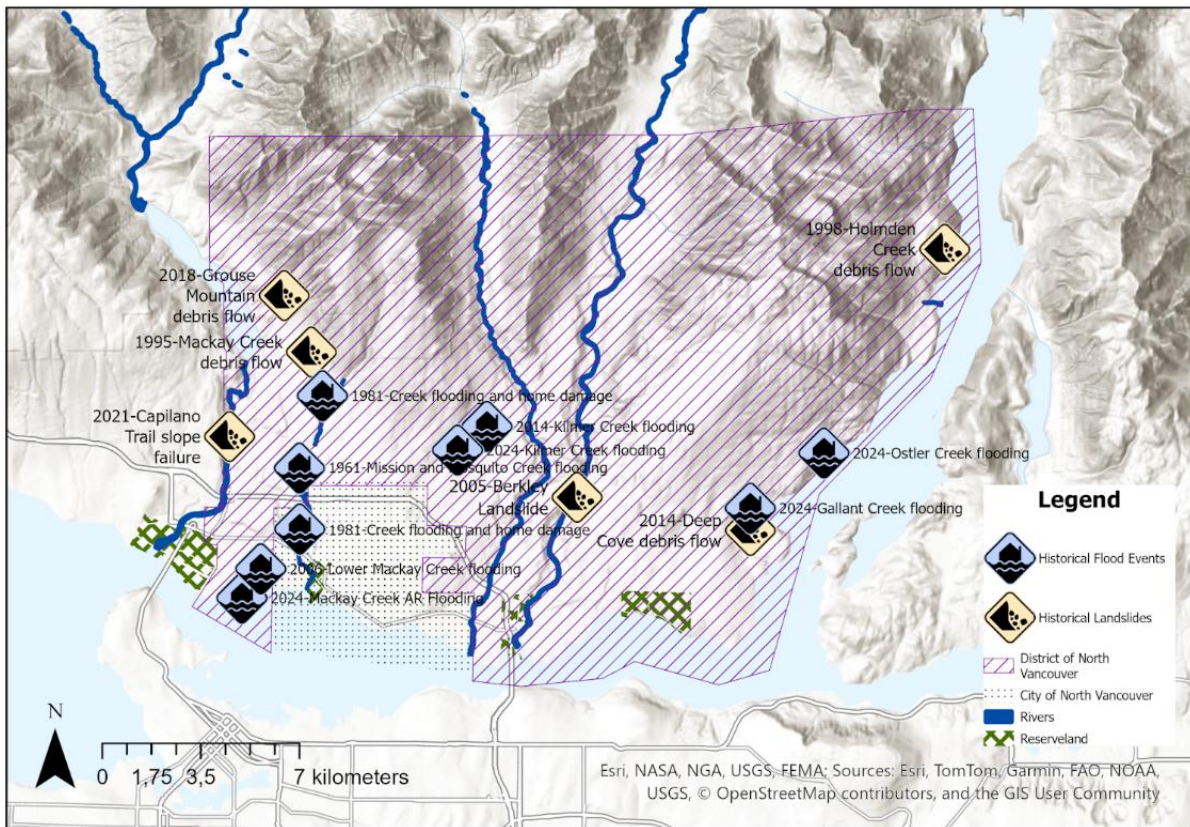 1998-Holmden
Creek
debris flow
2018-Grouse
Mountain
debris flow
1995-Mackay Creek
debris flow
1981-Creek flooding and home damage
2021-Capilano
Trail slope
failure
2014-Kilmer Creek flooding
2024-Kilmer Creek flooding
2024-Ostler Creek flooding
1961-Mission and Mosquito Creek flooding
2005-Berkley
Landslide
2024-Gallant Creek flooding
2014-Deep
Cove debris flow
1981-Creek flooding and home damage
2006-Lower Mackay Creek flooding
2024-Mackay Creek AR Flooding
Legend
Historical Flood Events
Historical Landslides
District of North
Vancouver
City of North Vancouver
Rivers
Reserveland
N
0 1,75 3,5 7 kilometers
Esri, NASA, NGA, USGS, FEMA; Sources: Esri, TomTom, Garmin, FAO, NOAA,
USGS, © OpenStreetMap contributors, and the GIS User Community